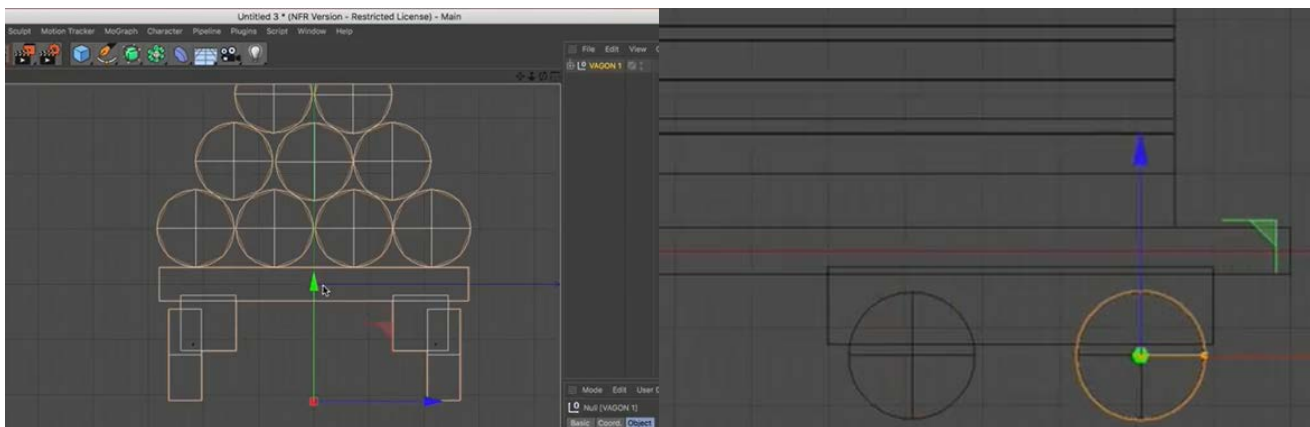 Untitled 3 * (NFR Version - Restricted License) - Main
Sculpt Motion Tracker MoGraph Character Pipeline Plugins Script Window Help
File Edit View
VAGON 1
Mode Edit User
Null [VAGON 1]
Basic Coord. Object